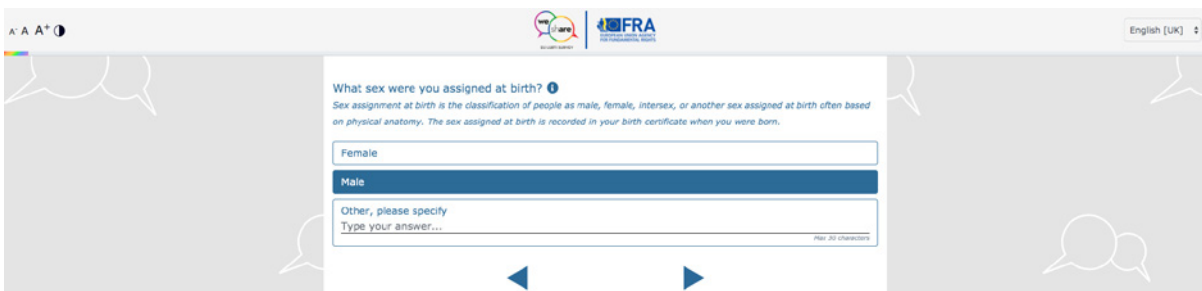 A- A A+
we share
EU LGBTI SURVEY
FRA
EUROPEAN UNION AGENCY
FOR FUNDAMENTAL RIGHTS
English [UK]
What sex were you assigned at birth?
Sex assignment at birth is the classification of people as male, female, intersex, or another sex assigned at birth often based
on physical anatomy. The sex assigned at birth is recorded in your birth certificate when you were born.
Female
Male
Other, please specify
Type your answer...
Max 30 characters